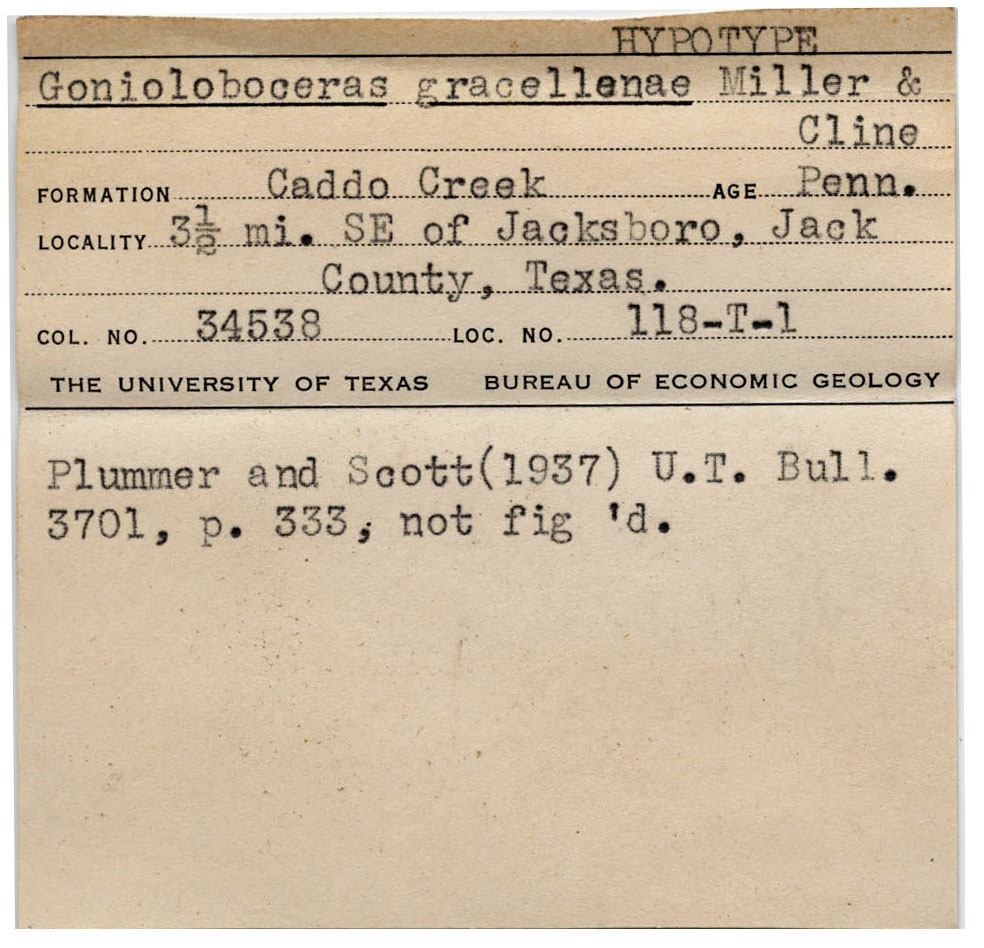 HYPOTYPE
Gonioloboceras gracellenae Miller &
Cline
FORMATION Caddo Creek AGE Penn.
LOCALITY 3½ mi. SE of Jacksboro, Jack
County, Texas.
COL. NO. 34538 LOC. NO. 118-T-1
THE UNIVERSITY OF TEXAS BUREAU OF ECONOMIC GEOLOGY
Plummer and Scott(1937) U.T. Bull.
3701, p. 333, not fig 'd.